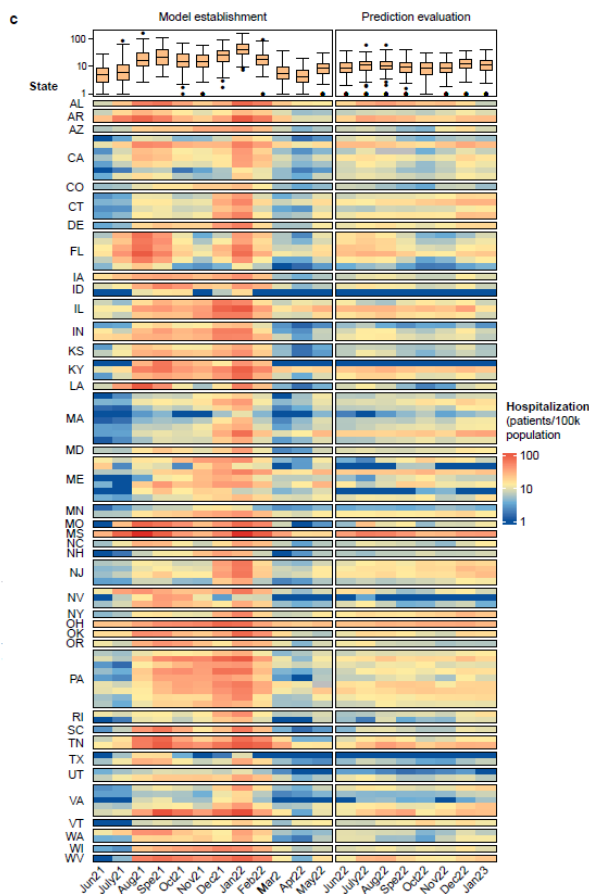 c
Model establishment Prediction evaluation
100
10
1
State
AL
AR
AZ
CA
CO
CT
DE
FL
IA
ID
IL
IN
KS
KY
LA
MA
MD
ME
MN
MO
MS
NC
NH
NJ
NV
NY
OH
OK
OR
PA
RI
SC
TN
TX
UT
VA
VT
WA
WI
WV
Hospitalization
(patients/100k
population
100
10
1
Jun21 July21 Aug21 Spe21 Oct21 Nov21 Dec21 Jan22 Feb22 Mar2 Apr22 May22 Jun22 July22 Aug22 Sep22 Oct22 Nov22 Dec22 Jan23